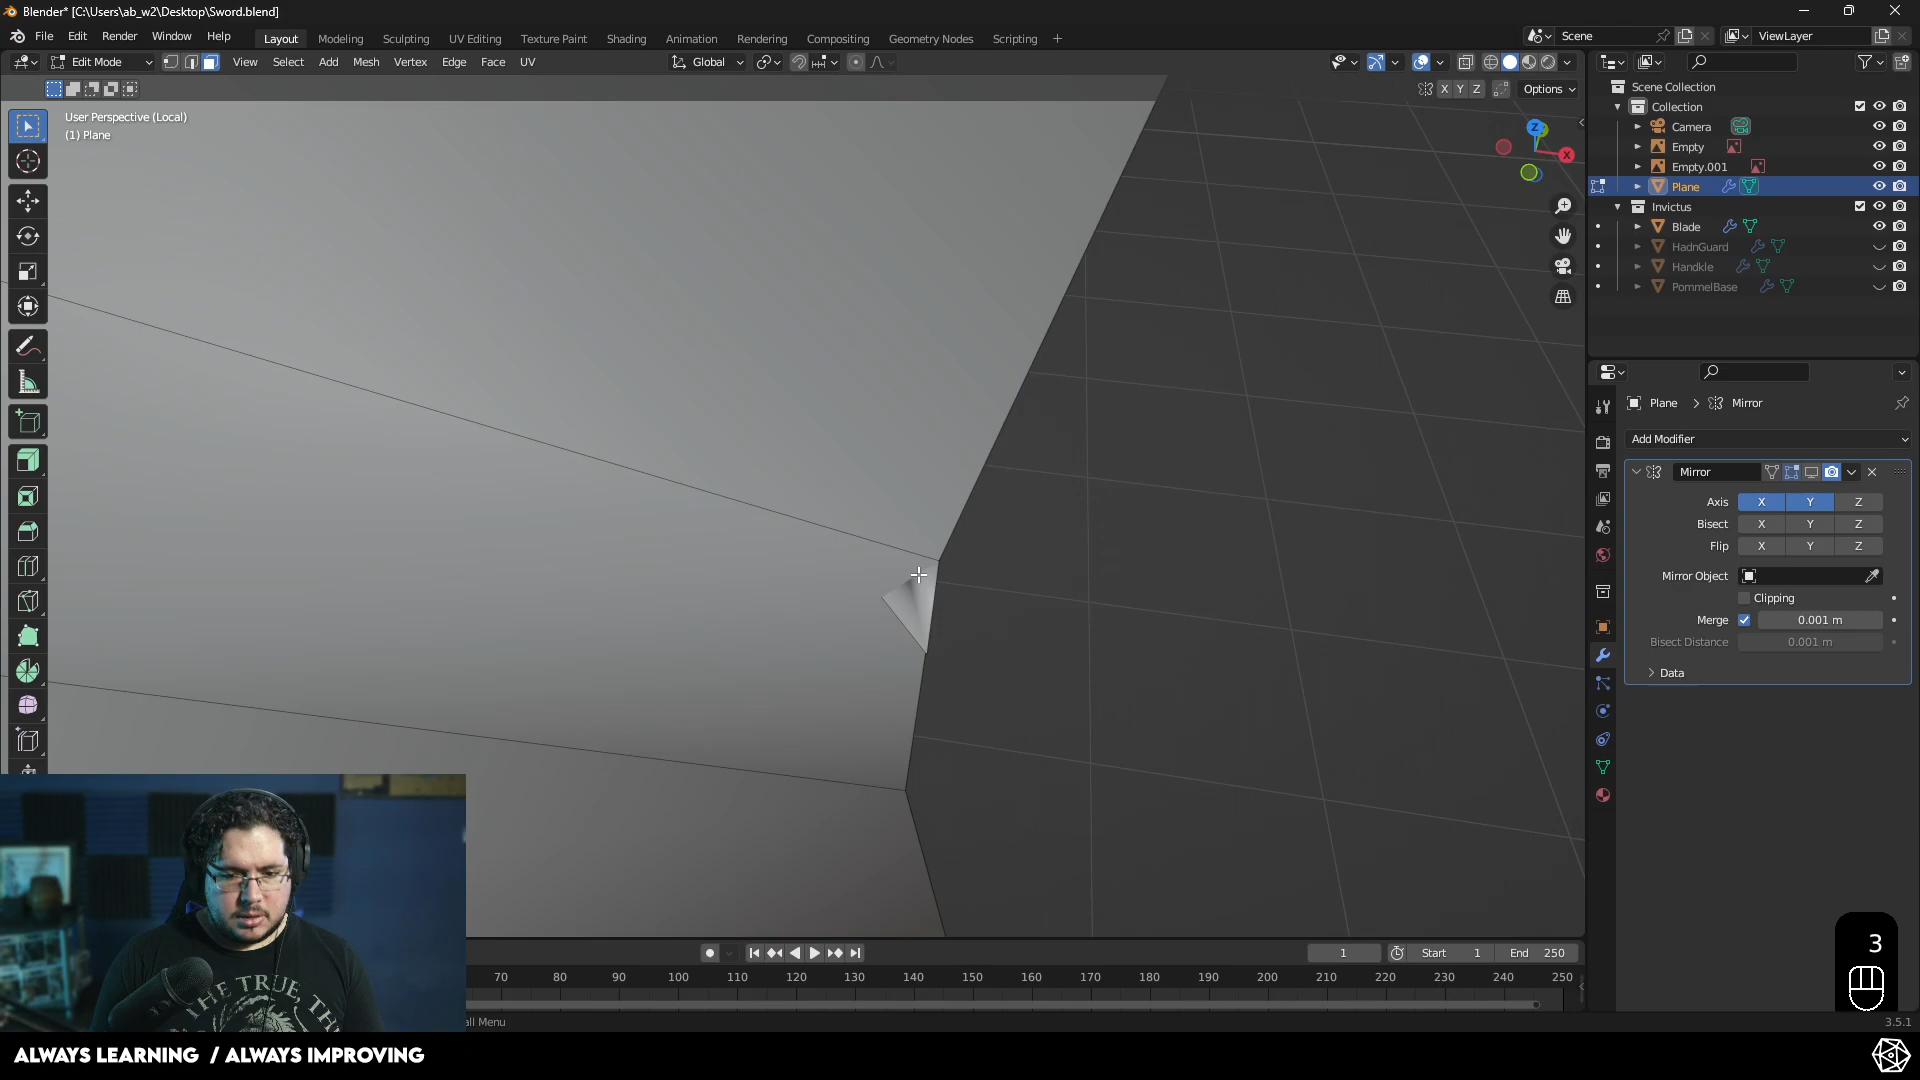 Blender* [C:\Users\ab_w2\Desktop\Sword.blend]
File Edit Render Window Help
Layout Modeling Sculpting UV Editing Texture Paint Shading Animation Rendering Compositing Geometry Nodes Scripting +
Scene
ViewLayer
Edit Mode
View Select Add Mesh Vertex Edge Face UV
Global
X Y Z
Options
User Perspective (Local)
(1) Plane
Z
X
Scene Collection
Collection
Camera
Empty
Empty.001
Plane
Invictus
Blade
HadnGuard
Handkle
PommelBase
Plane > Mirror
Add Modifier
Mirror
Axis X Y Z
Bisect X Y Z
Flip X Y Z
Mirror Object
Clipping
Merge 0.001 m
Bisect Distance 0.001 m
Data
1 Start 1 End 250
70 80 90 100 110 120 130 140 150 160 170 180 190 200 210 220 230 240 250
all Menu
3
3.5.1
THE TRUE, TH
ALWAYS LEARNING / ALWAYS IMPROVING